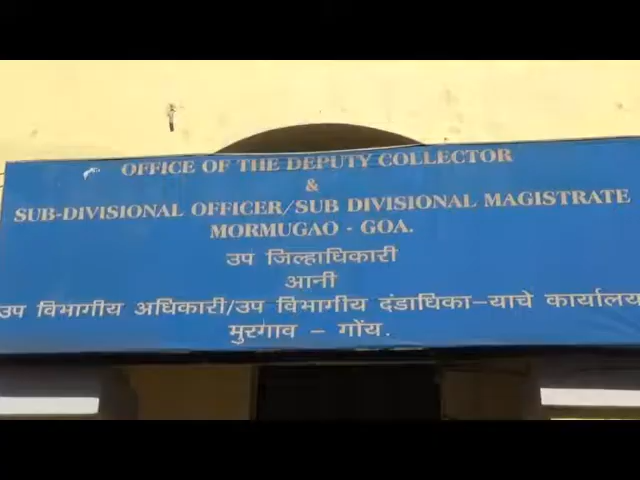 OFFICE OF THE DEPUTY COLLECTOR
&
SUB-DIVISIONAL OFFICER/SUB DIVISIONAL MAGISTRATE
MORMUGAO - GOA.
उप जिल्हाधिकारी
आनी
उप विभागीय अधिकारी/उप विभागीय दंडाधिका-याचे कार्यालय
मुरगाव - गोंय.